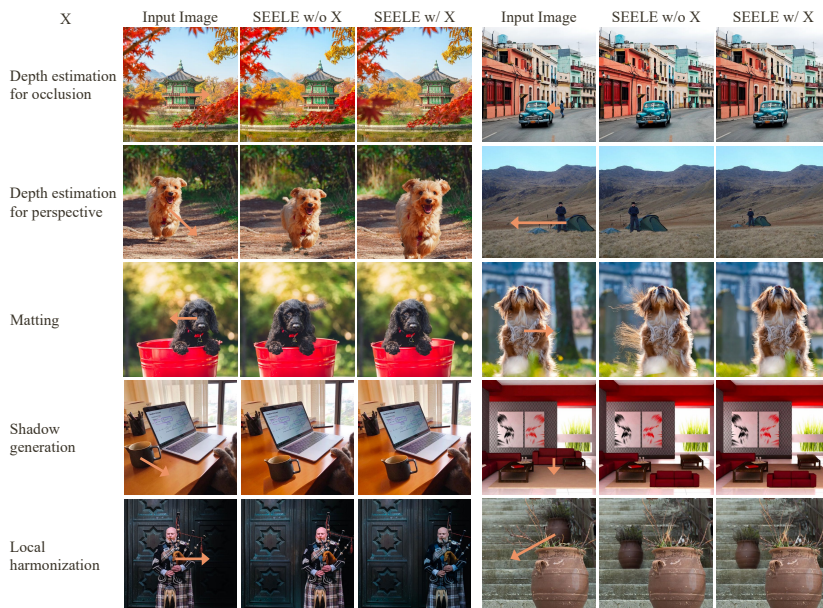 X
Input Image
SEELE w/o X
SEELE w/ X
Input Image
SEELE w/o X
SEELE w/ X
Depth estimation
for occlusion
Depth estimation
for perspective
Matting
Shadow
generation
Local
harmonization